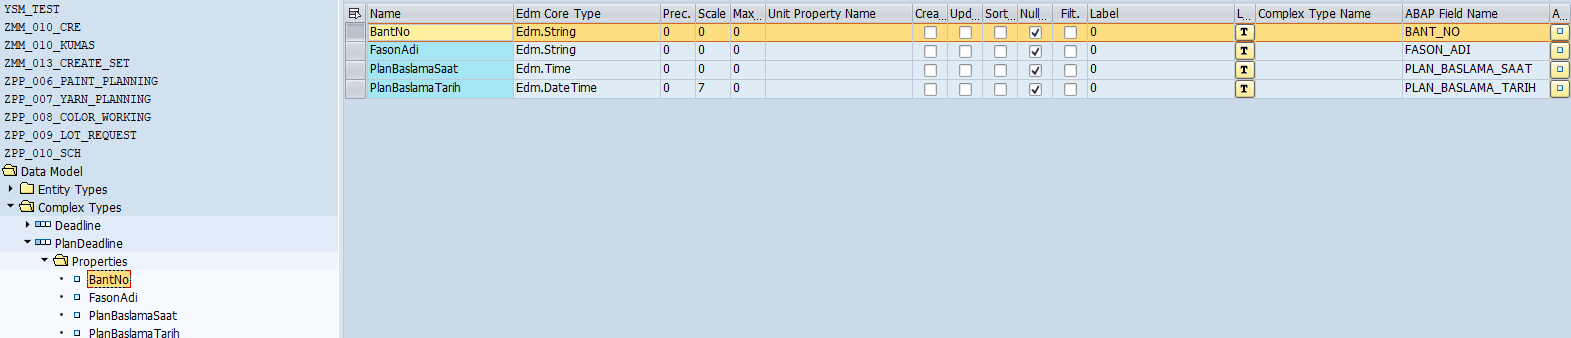 YSM_TEST
ZMM_010_CRE
ZMM_010_KUMAS
ZMM_013_CREATE_SET
ZPP_006_PAINT_PLANNING
ZPP_007_YARN_PLANNING
ZPP_008_COLOR_WORKING
ZPP_009_LOT_REQUEST
ZPP_010_SCH
Data Model
Entity Types
Complex Types
Deadline
PlanDeadline
Properties
BantNo
FasonAdi
PlanBaslamaSaat
PlanBaslamaTarih
Name Edm Core Type Prec. Scale Max... Unit Property Name Crea... Upd... Sort... Null... Filt. Label L... Complex Type Name ABAP Field Name A...
BantNo Edm.String 0 0 0 0 T BANT_NO
FasonAdi Edm.String 0 0 0 0 T FASON_ADI
PlanBaslamaSaat Edm.Time 0 0 0 0 T PLAN_BASLAMA_SAAT
PlanBaslamaTarih Edm.DateTime 0 7 0 0 T PLAN_BASLAMA_TARIH